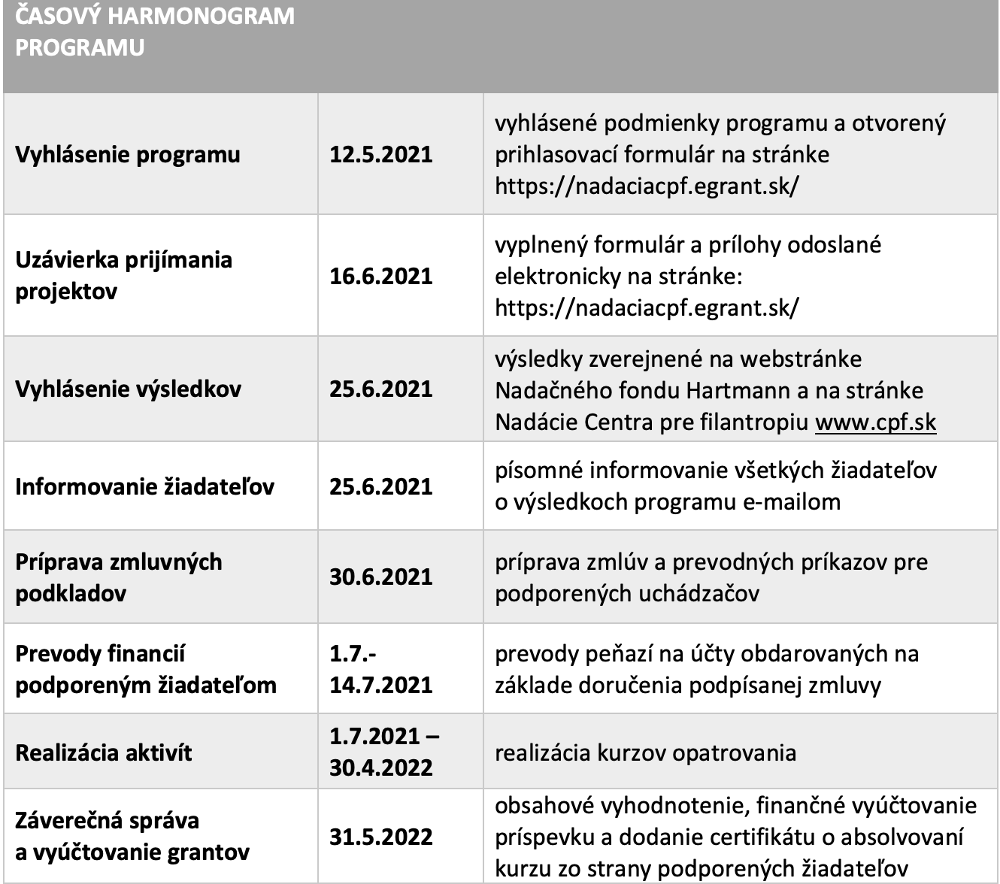 ČASOVÝ HARMONOGRAM
PROGRAMU
Vyhlásenie programu
12.5.2021
vyhlásené podmienky programu a otvorený
prihlasovací formulár na stránke
https://nadaciacpf.egrant.sk/
Uzávierka prijímania
projektov
16.6.2021
vyplnený formulár a prílohy odoslané
elektronicky na stránke:
https://nadaciacpf.egrant.sk/
Vyhlásenie výsledkov
25.6.2021
výsledky zverejnené na webstránke
Nadačného fondu Hartmann a na stránke
Nadácie Centra pre filantropiu www.cpf.sk
Informovanie žiadateľov
25.6.2021
písomné informovanie všetkých žiadateľov
o výsledkoch programu e-mailom
Príprava zmluvných
podkladov
30.6.2021
príprava zmlúv a prevodných príkazov pre
podporených uchádzačov
Prevody financií
podporeným žiadateľom
1.7.-
14.7.2021
prevody peňazí na účty obdarovaných na
základe doručenia podpísanej zmluvy
Realizácia aktivít
1.7.2021 –
30.4.2022
realizácia kurzov opatrovania
Záverečná správa
a vyúčtovanie grantov
31.5.2022
obsahové vyhodnotenie, finančné vyúčtovanie
príspevku a dodanie certifikátu o absolvovaní
kurzu zo strany podporených žiadateľov